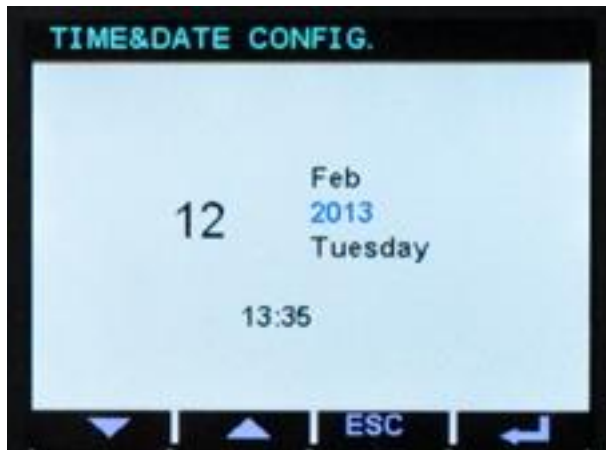 TIME&DATE CONFIG.
Feb
12 2013
Tuesday
13:35
ESC